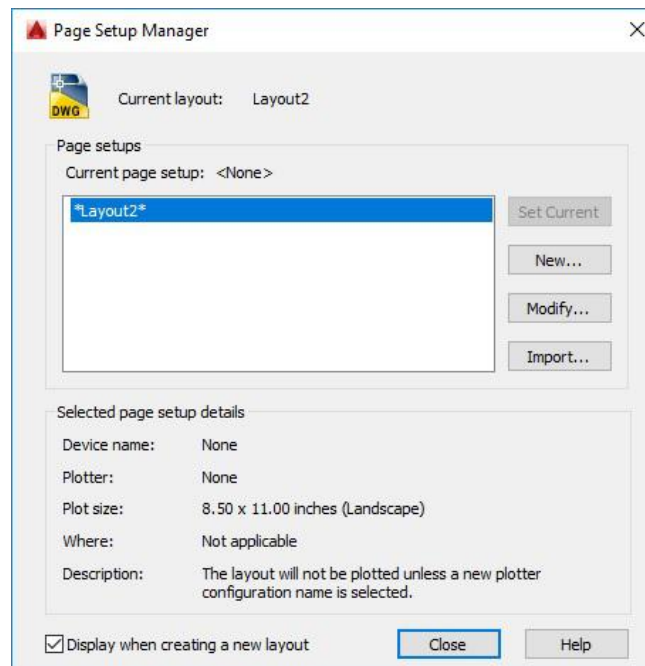 Page Setup Manager
DWG
Current layout: Layout2
Page setups
Current page setup: <None>
*Layout2*
Set Current
New...
Modify...
Import...
Selected page setup details
Device name: None
Plotter: None
Plot size: 8.50 x 11.00 inches (Landscape)
Where: Not applicable
Description: The layout will not be plotted unless a new plotter
configuration name is selected.
Display when creating a new layout
Close
Help